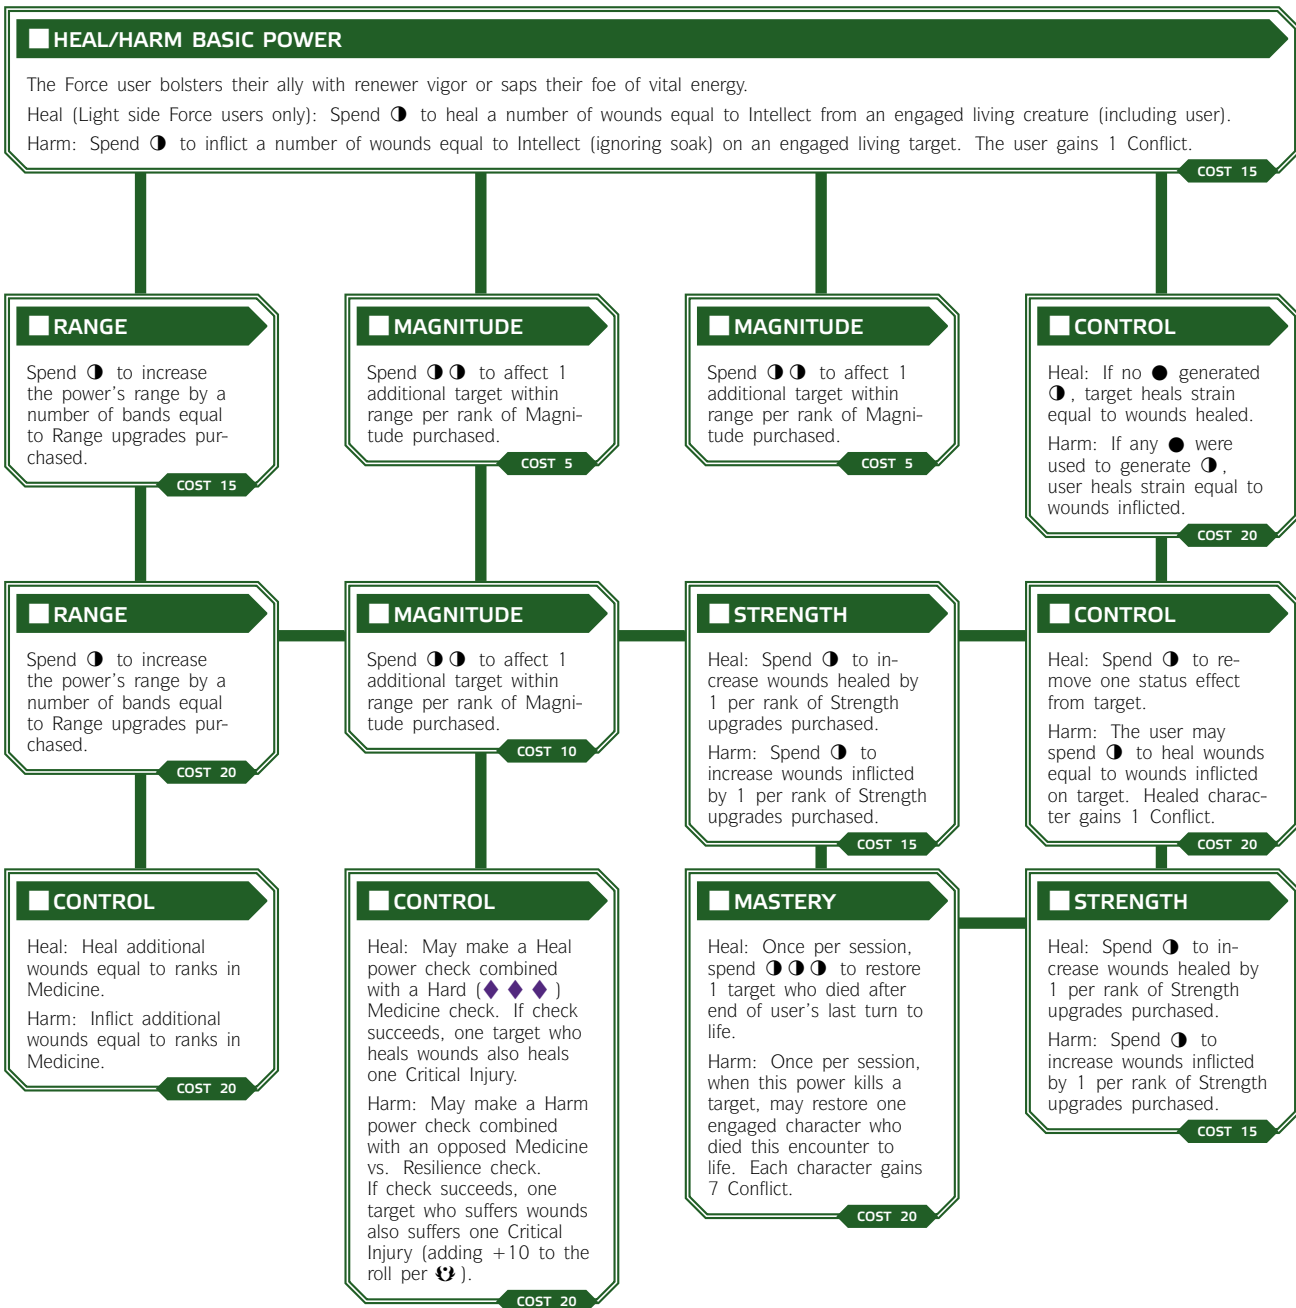 HEAL/HARM BASIC POWER
The Force user bolsters their ally with renewer vigor or saps their foe of vital energy.
Heal (Light side Force users only): Spend ◑ to heal a number of wounds equal to Intellect from an engaged living creature (including user).
Harm: Spend ◑ to inflict a number of wounds equal to Intellect (ignoring soak) on an engaged living target. The user gains 1 Conflict.
COST 15
RANGE
Spend ◑ to increase
the power's range by a
number of bands equal
to Range upgrades pur-
chased.
COST 15
MAGNITUDE
Spend ◑◑ to affect 1
additional target within
range per rank of Magni-
tude purchased.
COST 5
MAGNITUDE
Spend ◑◑ to affect 1
additional target within
range per rank of Magni-
tude purchased.
COST 5
CONTROL
Heal: If no ● generated
◑, target heals strain
equal to wounds healed.
Harm: If any ● were
used to generate ◑,
user heals strain equal to
wounds inflicted.
COST 20
RANGE
Spend ◑ to increase
the power's range by a
number of bands equal
to Range upgrades pur-
chased.
COST 20
MAGNITUDE
Spend ◑◑ to affect 1
additional target within
range per rank of Magni-
tude purchased.
COST 10
STRENGTH
Heal: Spend ◑ to in-
crease wounds healed by
1 per rank of Strength
upgrades purchased.
Harm: Spend ◑ to
increase wounds inflicted
by 1 per rank of Strength
upgrades purchased.
COST 15
CONTROL
Heal: Spend ◑ to re-
move one status effect
from target.
Harm: The user may
spend ◑ to heal wounds
equal to wounds inflicted
on target. Healed charac-
ter gains 1 Conflict.
COST 20
CONTROL
Heal: Heal additional
wounds equal to ranks in
Medicine.
Harm: Inflict additional
wounds equal to ranks in
Medicine.
COST 20
CONTROL
Heal: May make a Heal
power check combined
with a Hard (◆ ◆ ◆)
Medicine check. If check
succeeds, one target who
heals wounds also heals
one Critical Injury.
Harm: May make a Harm
power check combined
with an opposed Medicine
vs. Resilience check.
If check succeeds, one
target who suffers wounds
also suffers one Critical
Injury (adding +10 to the
roll per ).
COST 20
MASTERY
Heal: Once per session,
spend ◑◑◑ to restore
1 target who died after
end of user's last turn to
life.
Harm: Once per session,
when this power kills a
target, may restore one
engaged character who
died this encounter to
life. Each character gains
7 Conflict.
COST 20
STRENGTH
Heal: Spend ◑ to in-
crease wounds healed by
1 per rank of Strength
upgrades purchased.
Harm: Spend ◑ to
increase wounds inflicted
by 1 per rank of Strength
upgrades purchased.
COST 15